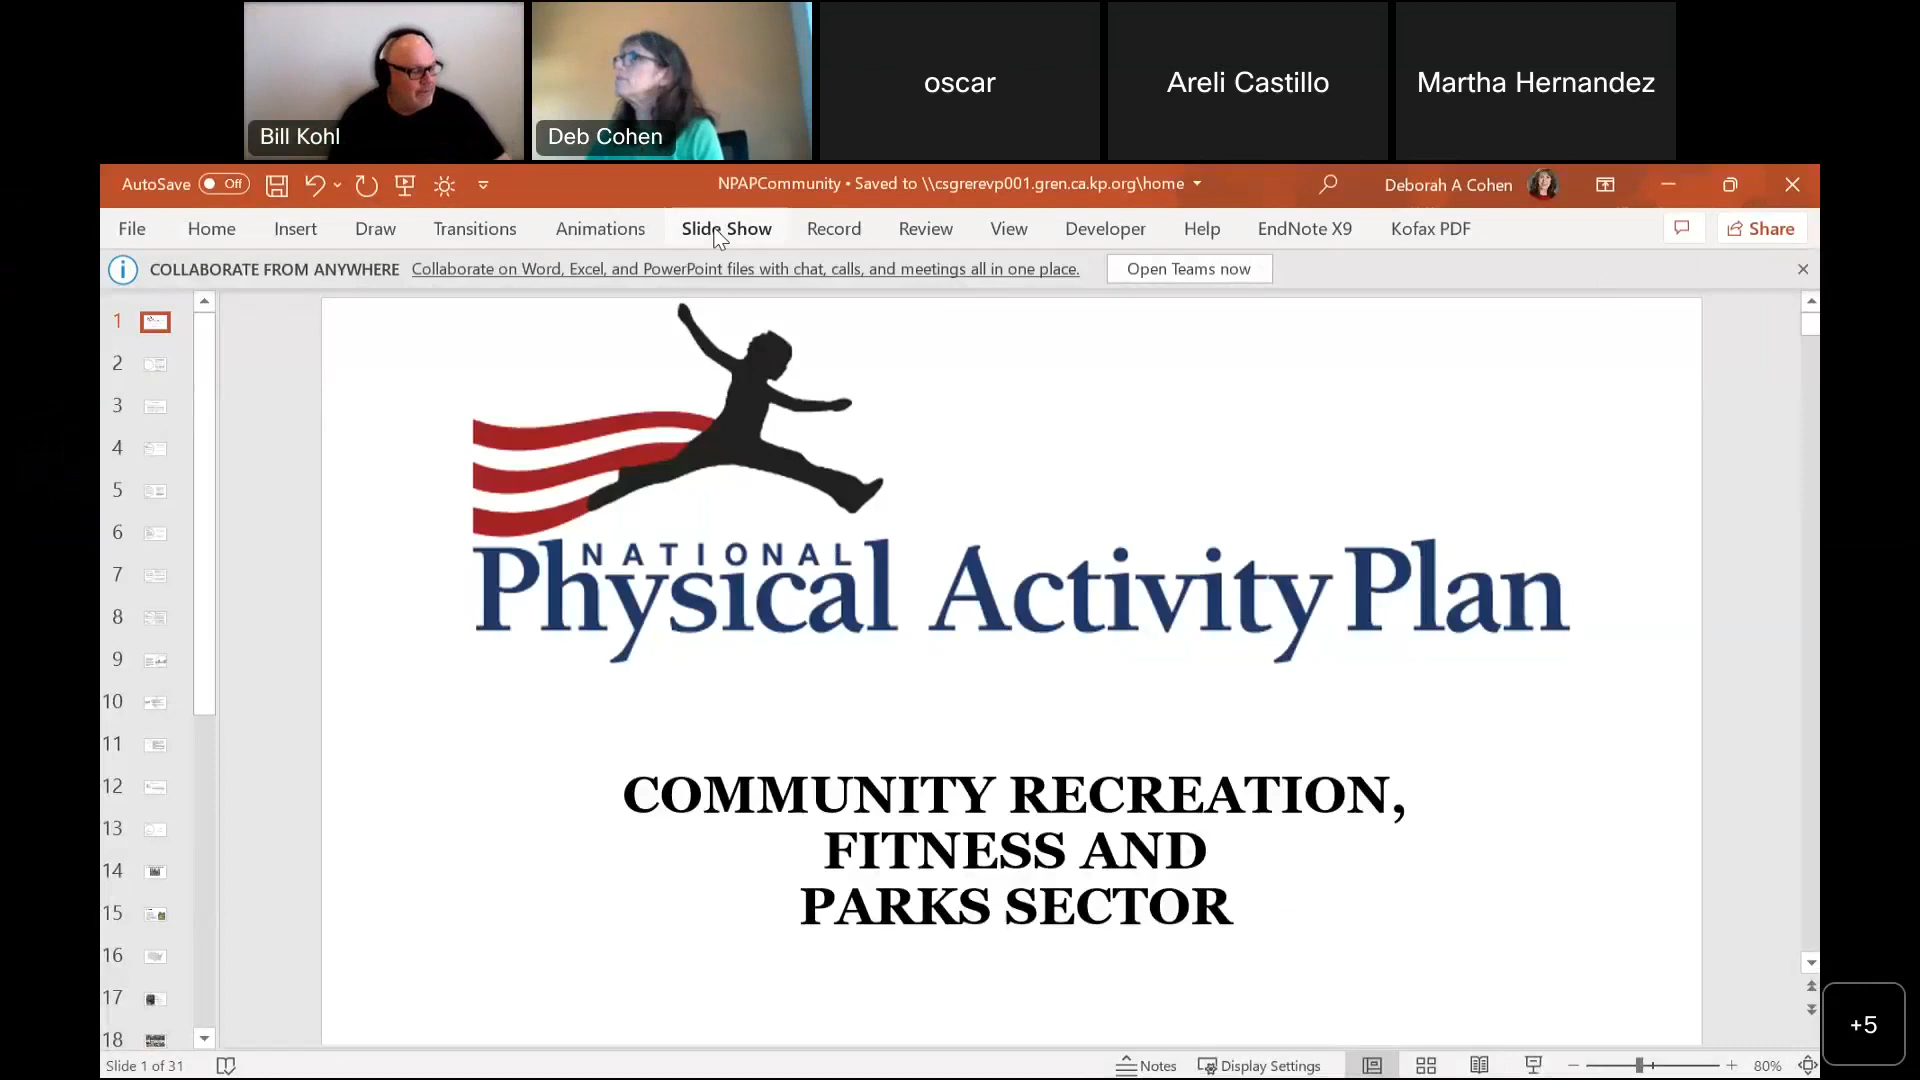 oscar
Areli Castillo
Martha Hernandez
Bill Kohl
Deb Cohen
AutoSave Off
NPAPCommunity • Saved to \\csgrerevp001.gren.ca.kp.org\home
Deborah A Cohen
File Home Insert Draw Transitions Animations Slide Show Record Review View Developer Help EndNote X9 Kofax PDF Share
COLLABORATE FROM ANYWHERE Collaborate on Word, Excel, and PowerPoint files with chat, calls, and meetings all in one place. Open Teams now
1
2
3
4
5
6
7
8
9
10
11
12
13
14
15
16
17
18
NATIONAL
Physical Activity Plan
COMMUNITY RECREATION,
FITNESS AND
PARKS SECTOR
+5
Slide 1 of 31 Notes Display Settings 80%